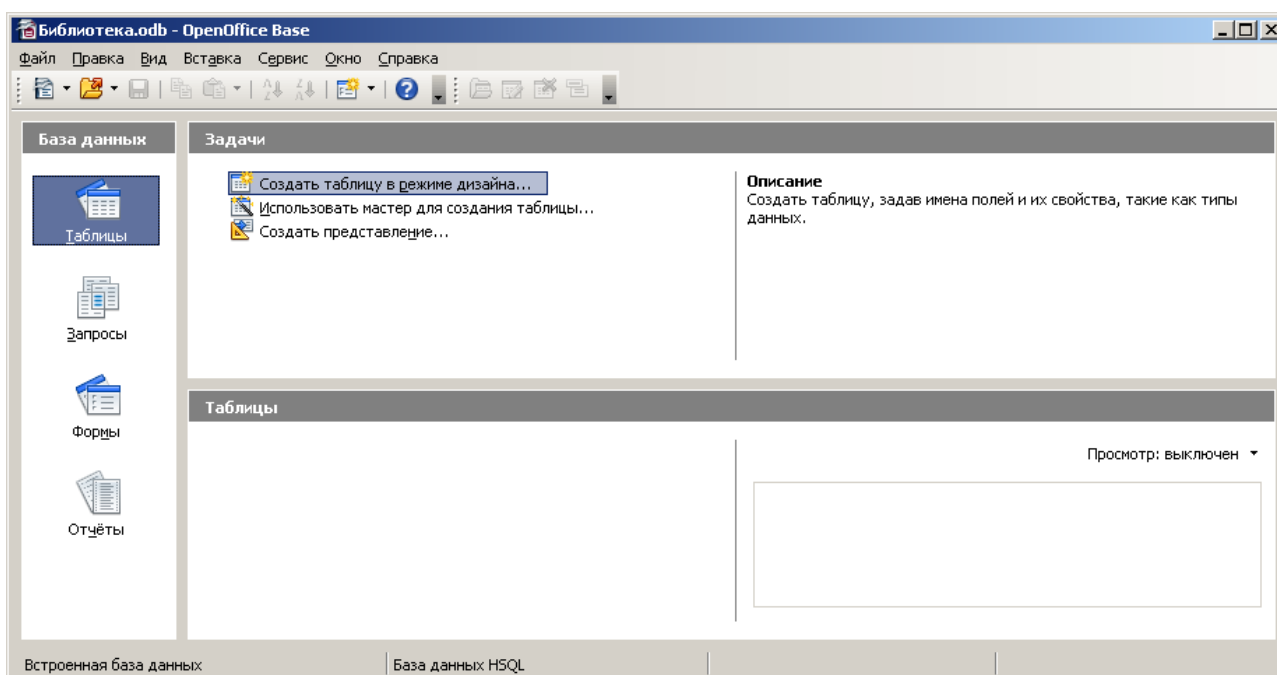 Библиотека.odb - OpenOffice Base
Файл Правка Вид Вставка Сервис Окно Справка
База данных
Задачи
Таблицы
Запросы
Формы
Отчёты
Создать таблицу в режиме дизайна...
Использовать мастер для создания таблицы...
Создать представление...
Описание
Создать таблицу, задав имена полей и их свойства, такие как типы
данных.
Таблицы
Просмотр: выключен
Встроенная база данных
База данных HSQL